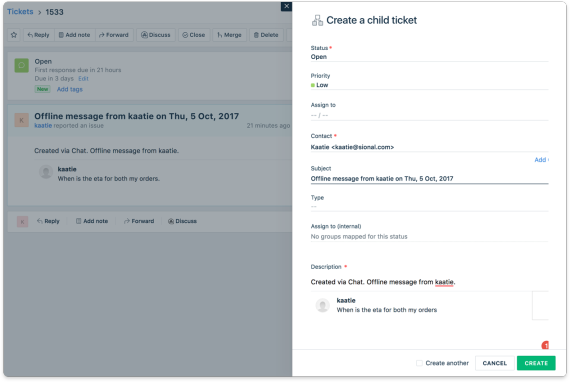 Tickets > 1533
Reply
Add note
Forward
Discuss
Close
Merge
Delete
Open
First response due in 21 hours
Due in 3 days Edit
New Add tags
K
Offline message from kaatie on Thu, 5 Oct, 2017
kaatie reported an issue
21 minutes ago
Created via Chat. Offline message from kaatie.
kaatie
When is the eta for both my orders.
K
Reply
Add note
Forward
Discuss
Create a child ticket
Status *
Open
Priority
Low
Assign to
-- / --
Contact *
Kaatie <kaatie@sional.com>
Add
Subject
Offline message from kaatie on Thu, 5 Oct, 2017
Type
--
Assign to (internal)
No groups mapped for this status
Description *
Created via Chat. Offline message from kaatie.
kaatie
When is the eta for both my orders
Create another
CANCEL
CREATE